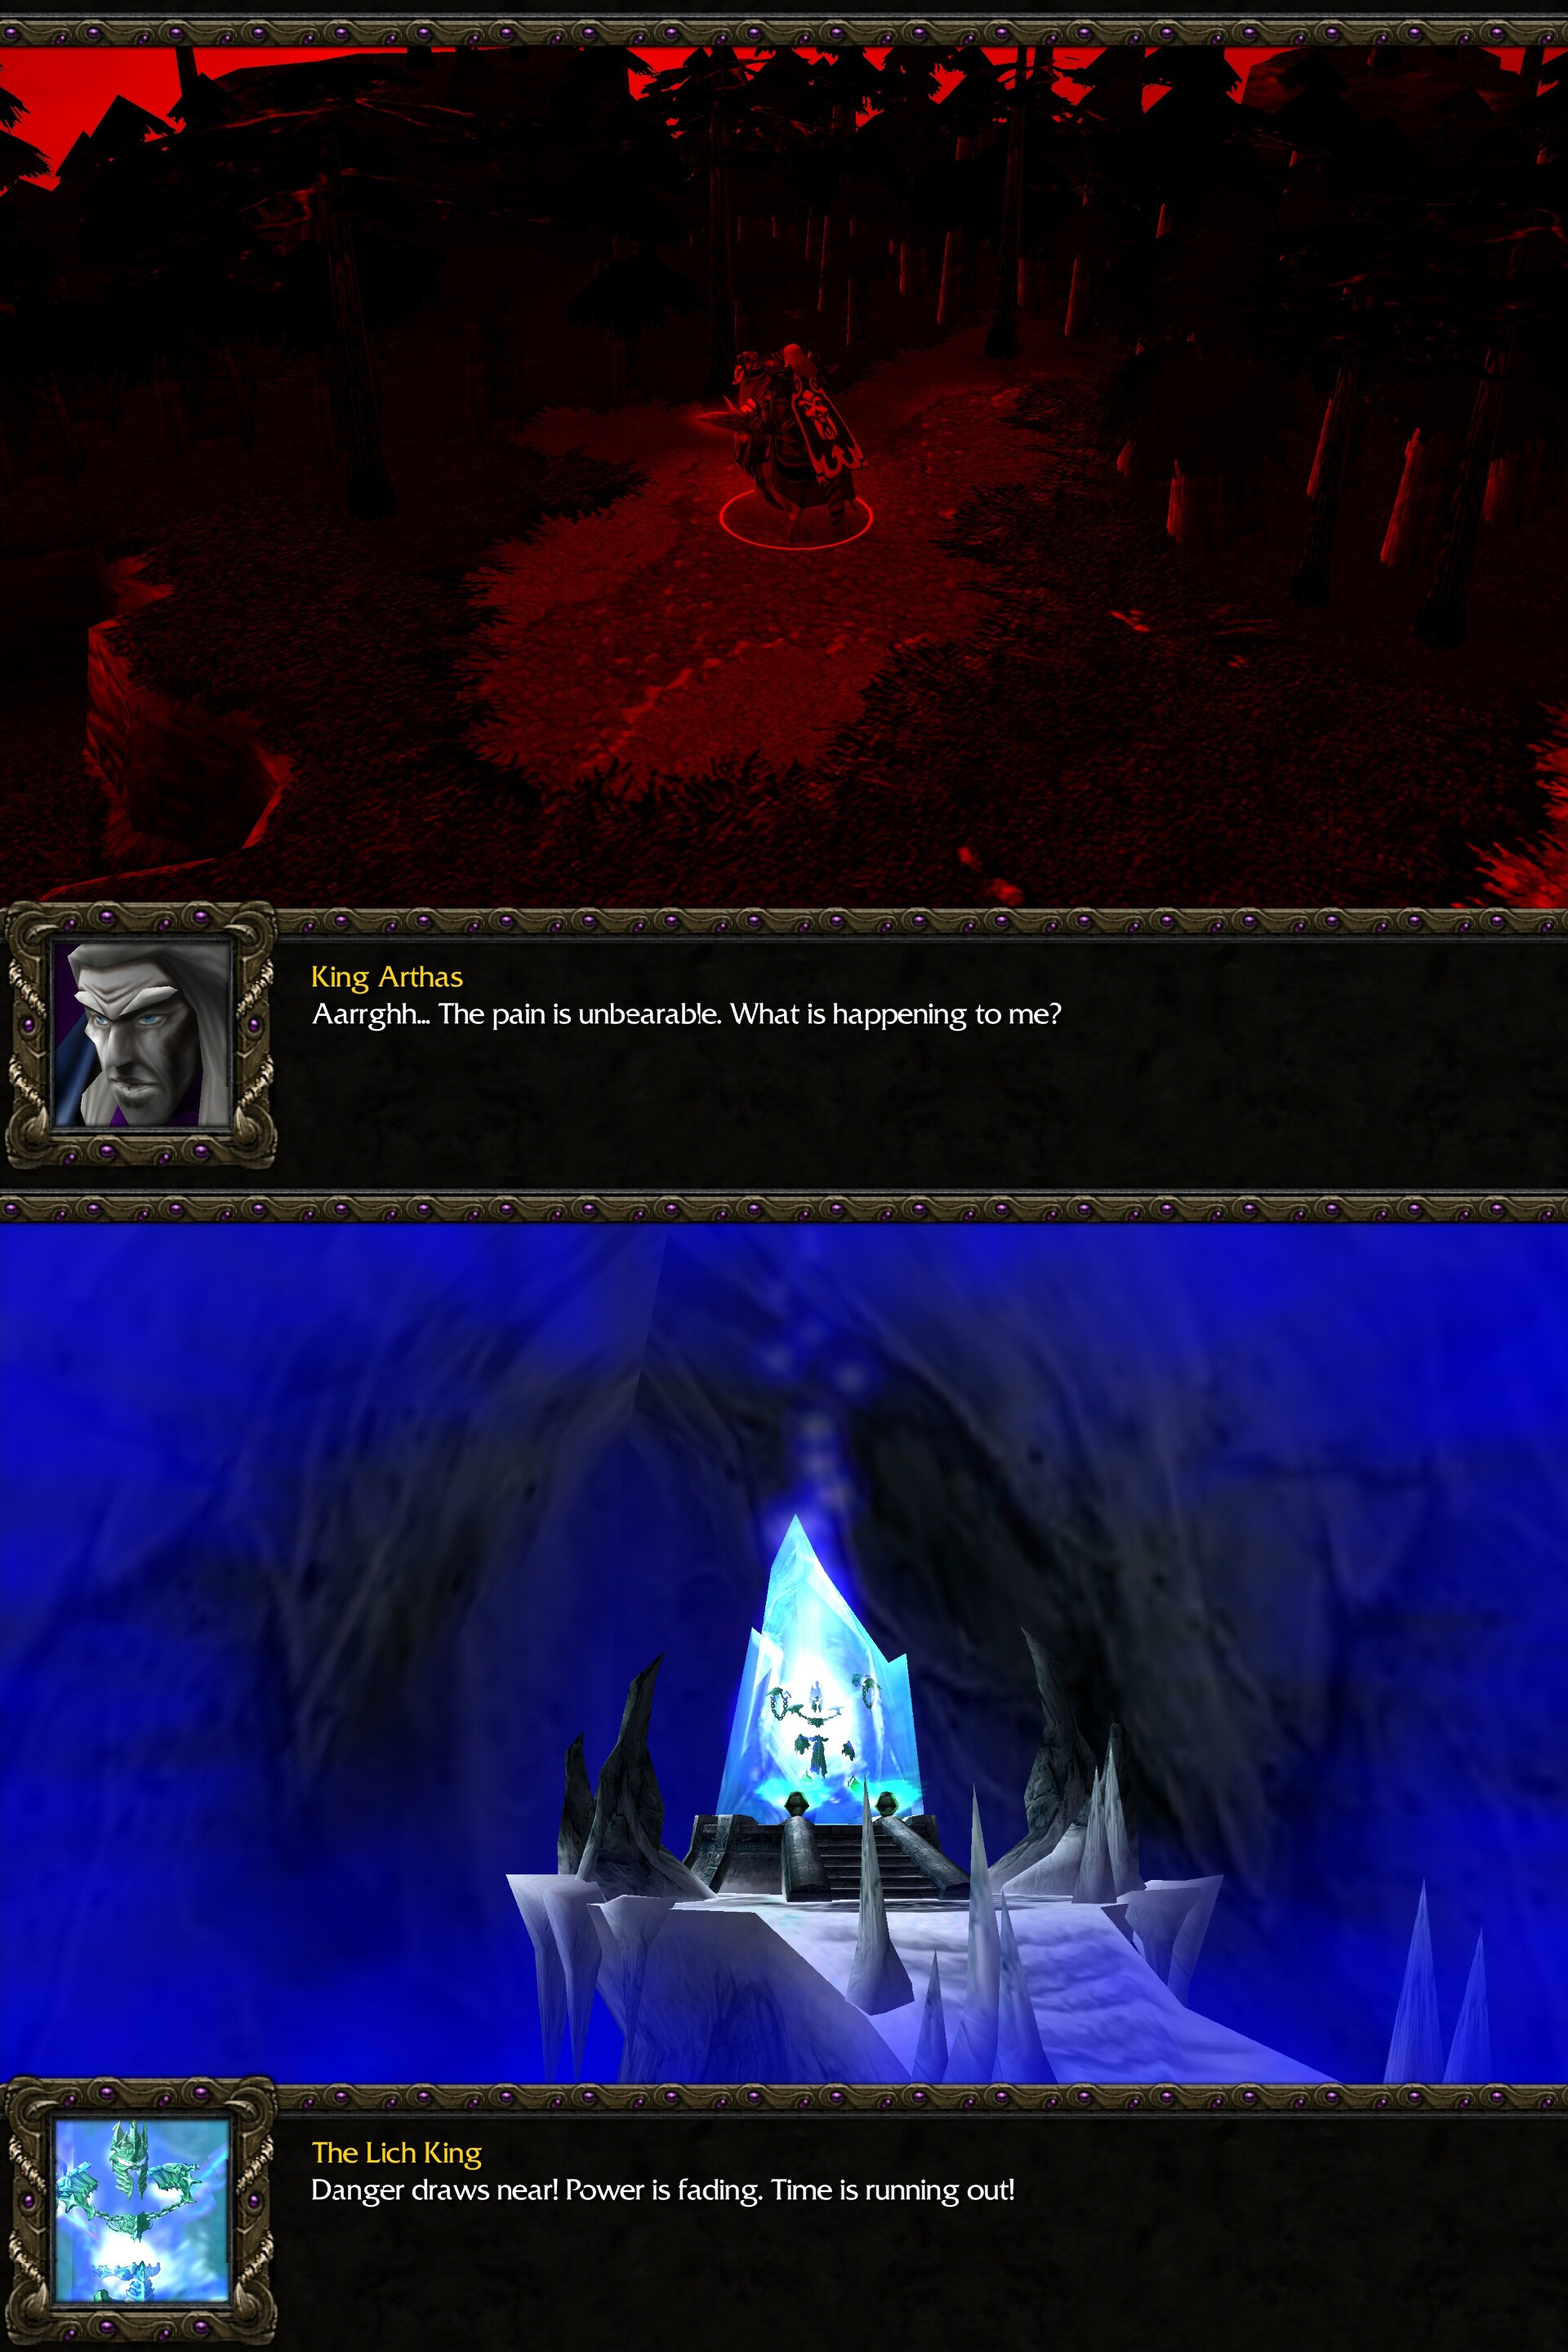 King Arthas
Aarrghh... The pain is unbearable. What is happening to me?
The Lich King
Danger draws near! Power is fading. Time is running out!